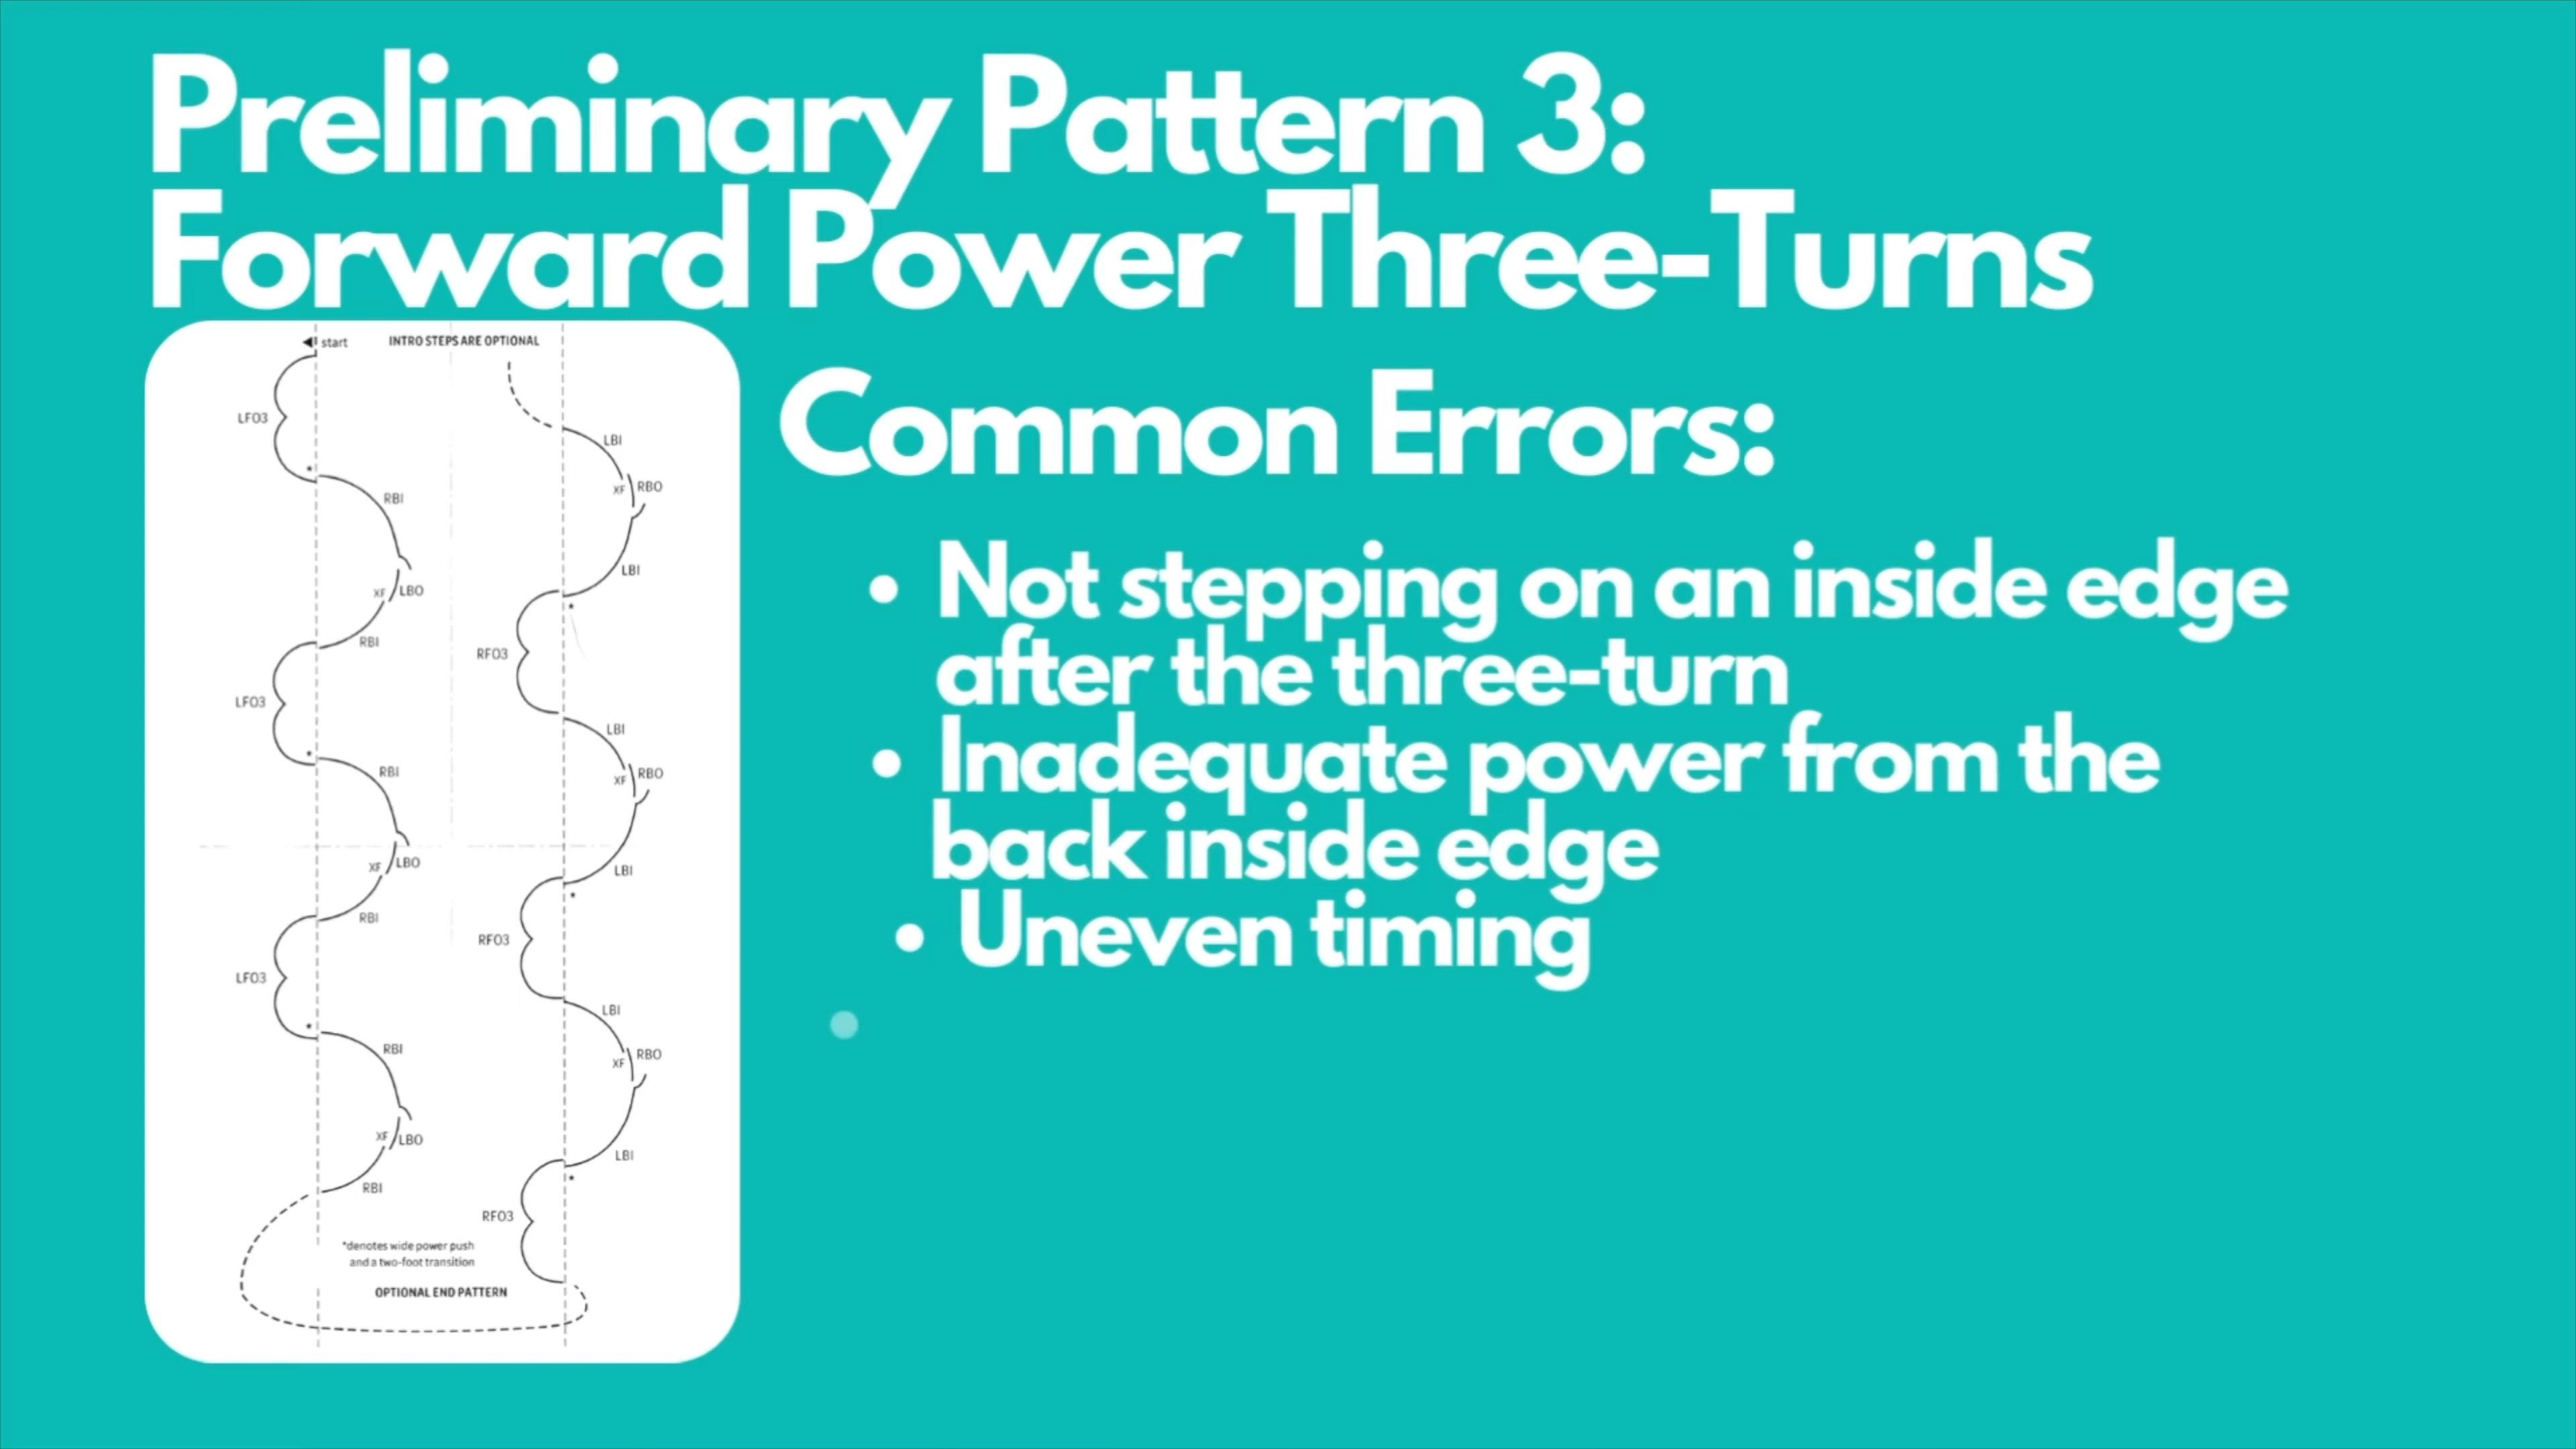 Preliminary Pattern 3:
Forward Power Three-Turns
start
INTRO STEPS ARE OPTIONAL
LFO3
*
RBI
XF
LBO
RBI
LFO3
*
RBI
XF
LBO
RBI
LFO3
*
RBI
XF
LBO
RBI
LBI
XF
RBO
LBI
*
RFO3
LBI
XF
RBO
LBI
*
RFO3
LBI
XF
RBO
LBI
*
RFO3
*denotes wide power push
and a two-foot transition
OPTIONAL END PATTERN
Common Errors:
• Not stepping on an inside edge
after the three-turn
• Inadequate power from the
back inside edge
• Uneven timing